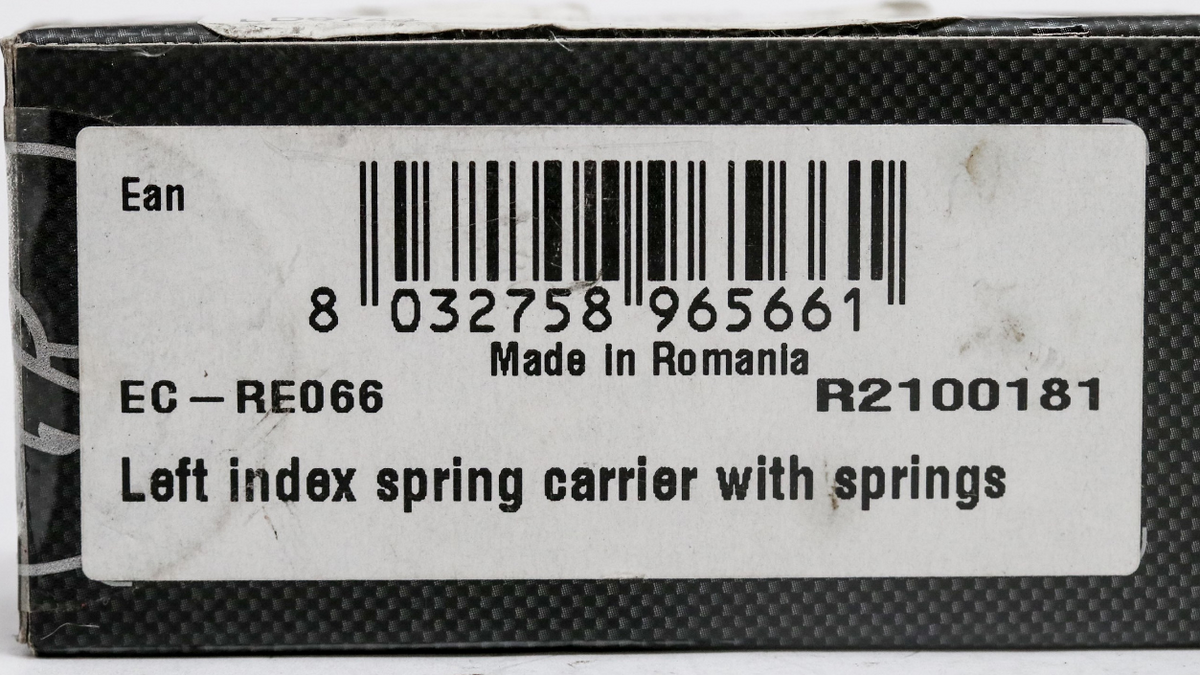 Ean
8 032758 965661
Made in Romania
EC-RE066
R2100181
Left index spring carrier with springs